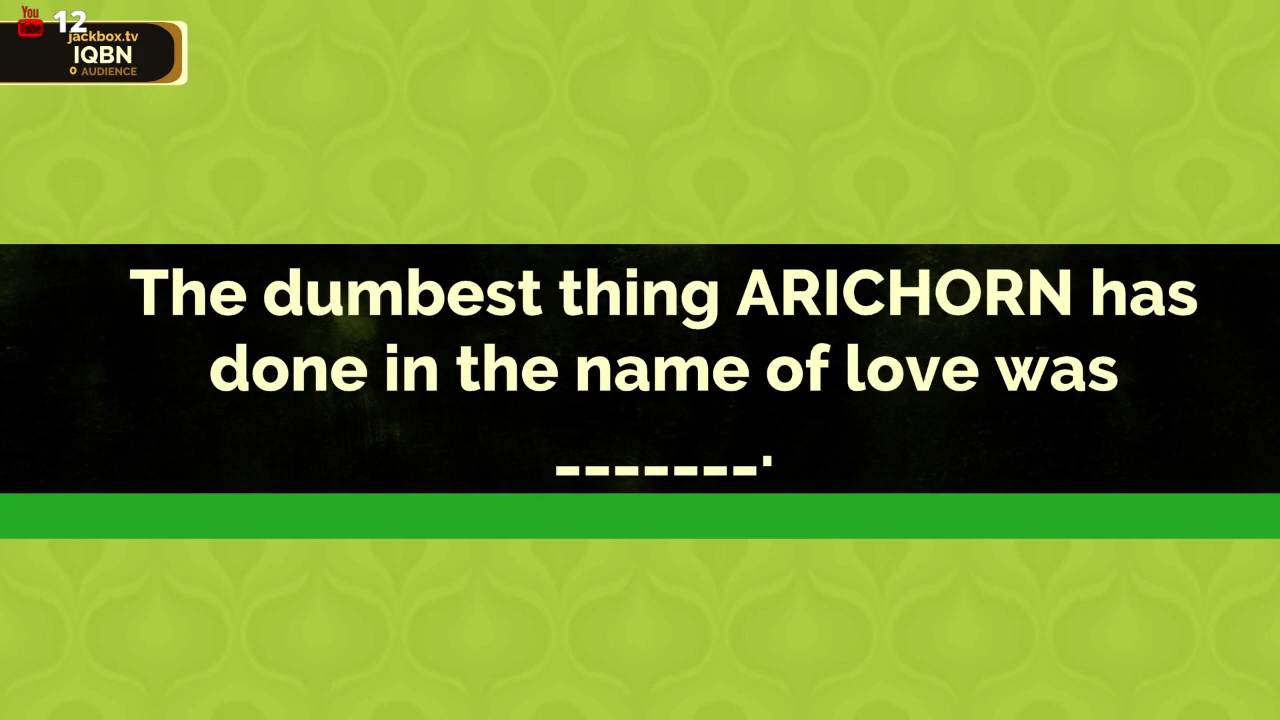 You
Tube
12
jackbox.tv
IQBN
0 AUDIENCE
The dumbest thing ARICHORN has
done in the name of love was
_______.